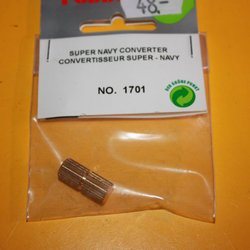 48.-
SUPER NAVY CONVERTER
CONVERTISSEUR SUPER - NAVY
NO. 1701